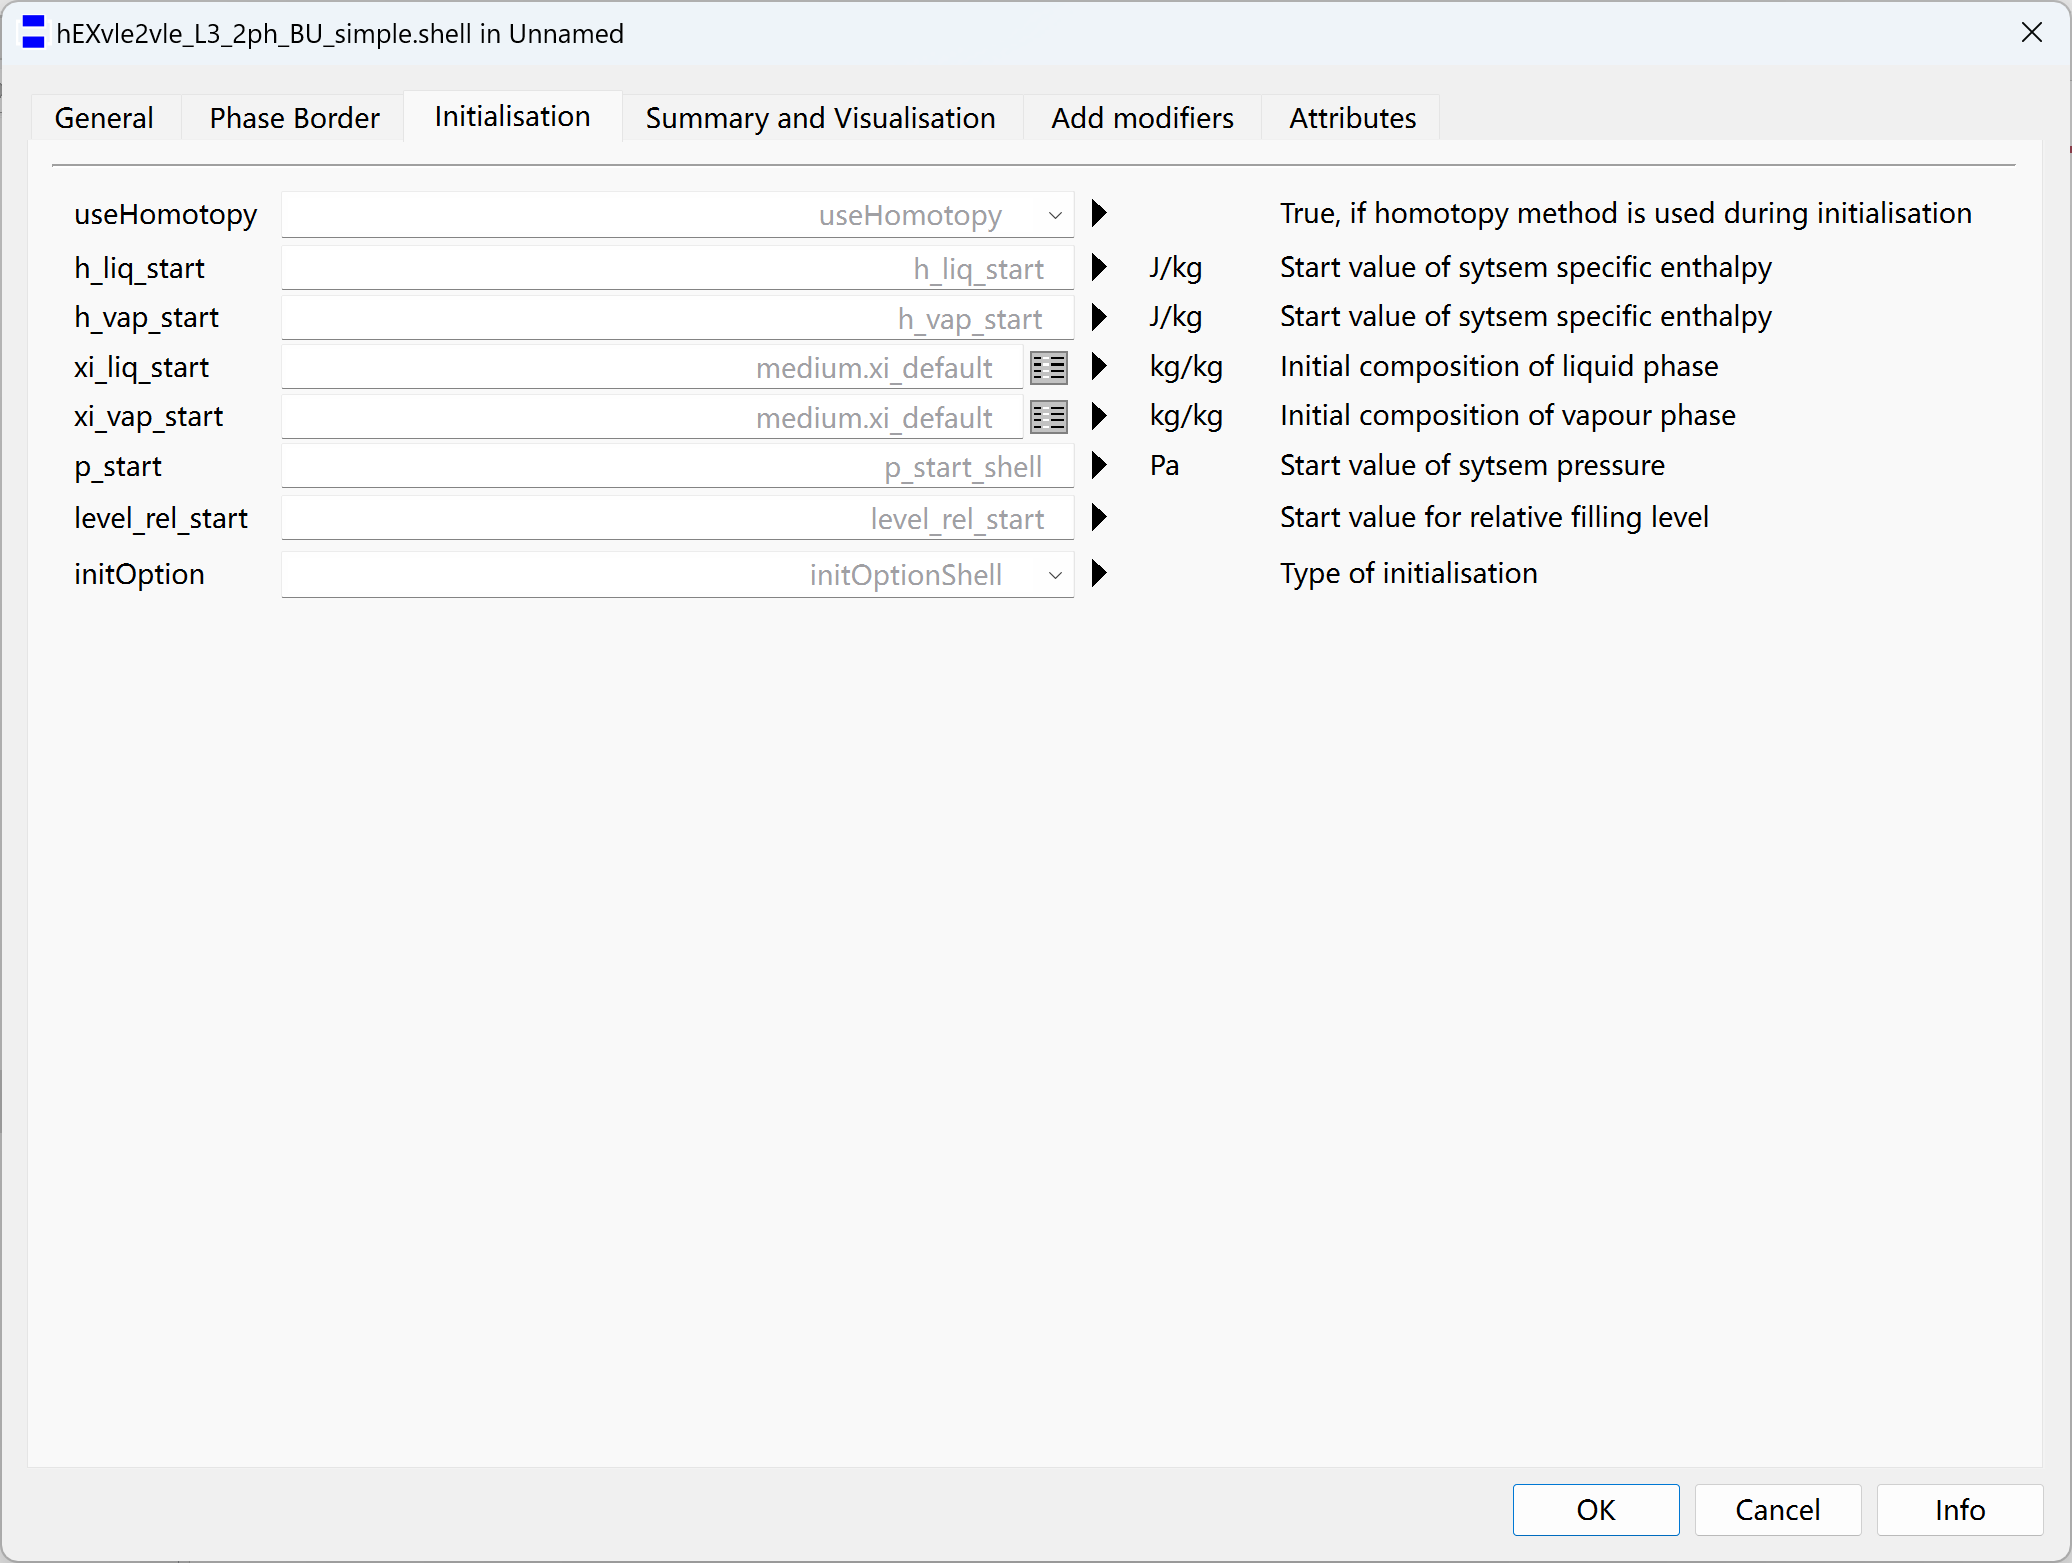 hEXvle2vle_L3_2ph_BU_simple.shell in Unnamed
General Phase Border Initialisation Summary and Visualisation Add modifiers Attributes
useHomotopy useHomotopy True, if homotopy method is used during initialisation
h_liq_start h_liq_start J/kg Start value of sytsem specific enthalpy
h_vap_start h_vap_start J/kg Start value of sytsem specific enthalpy
xi_liq_start medium.xi_default kg/kg Initial composition of liquid phase
xi_vap_start medium.xi_default kg/kg Initial composition of vapour phase
p_start p_start_shell Pa Start value of sytsem pressure
level_rel_start level_rel_start Start value for relative filling level
initOption initOptionShell Type of initialisation
OK Cancel Info